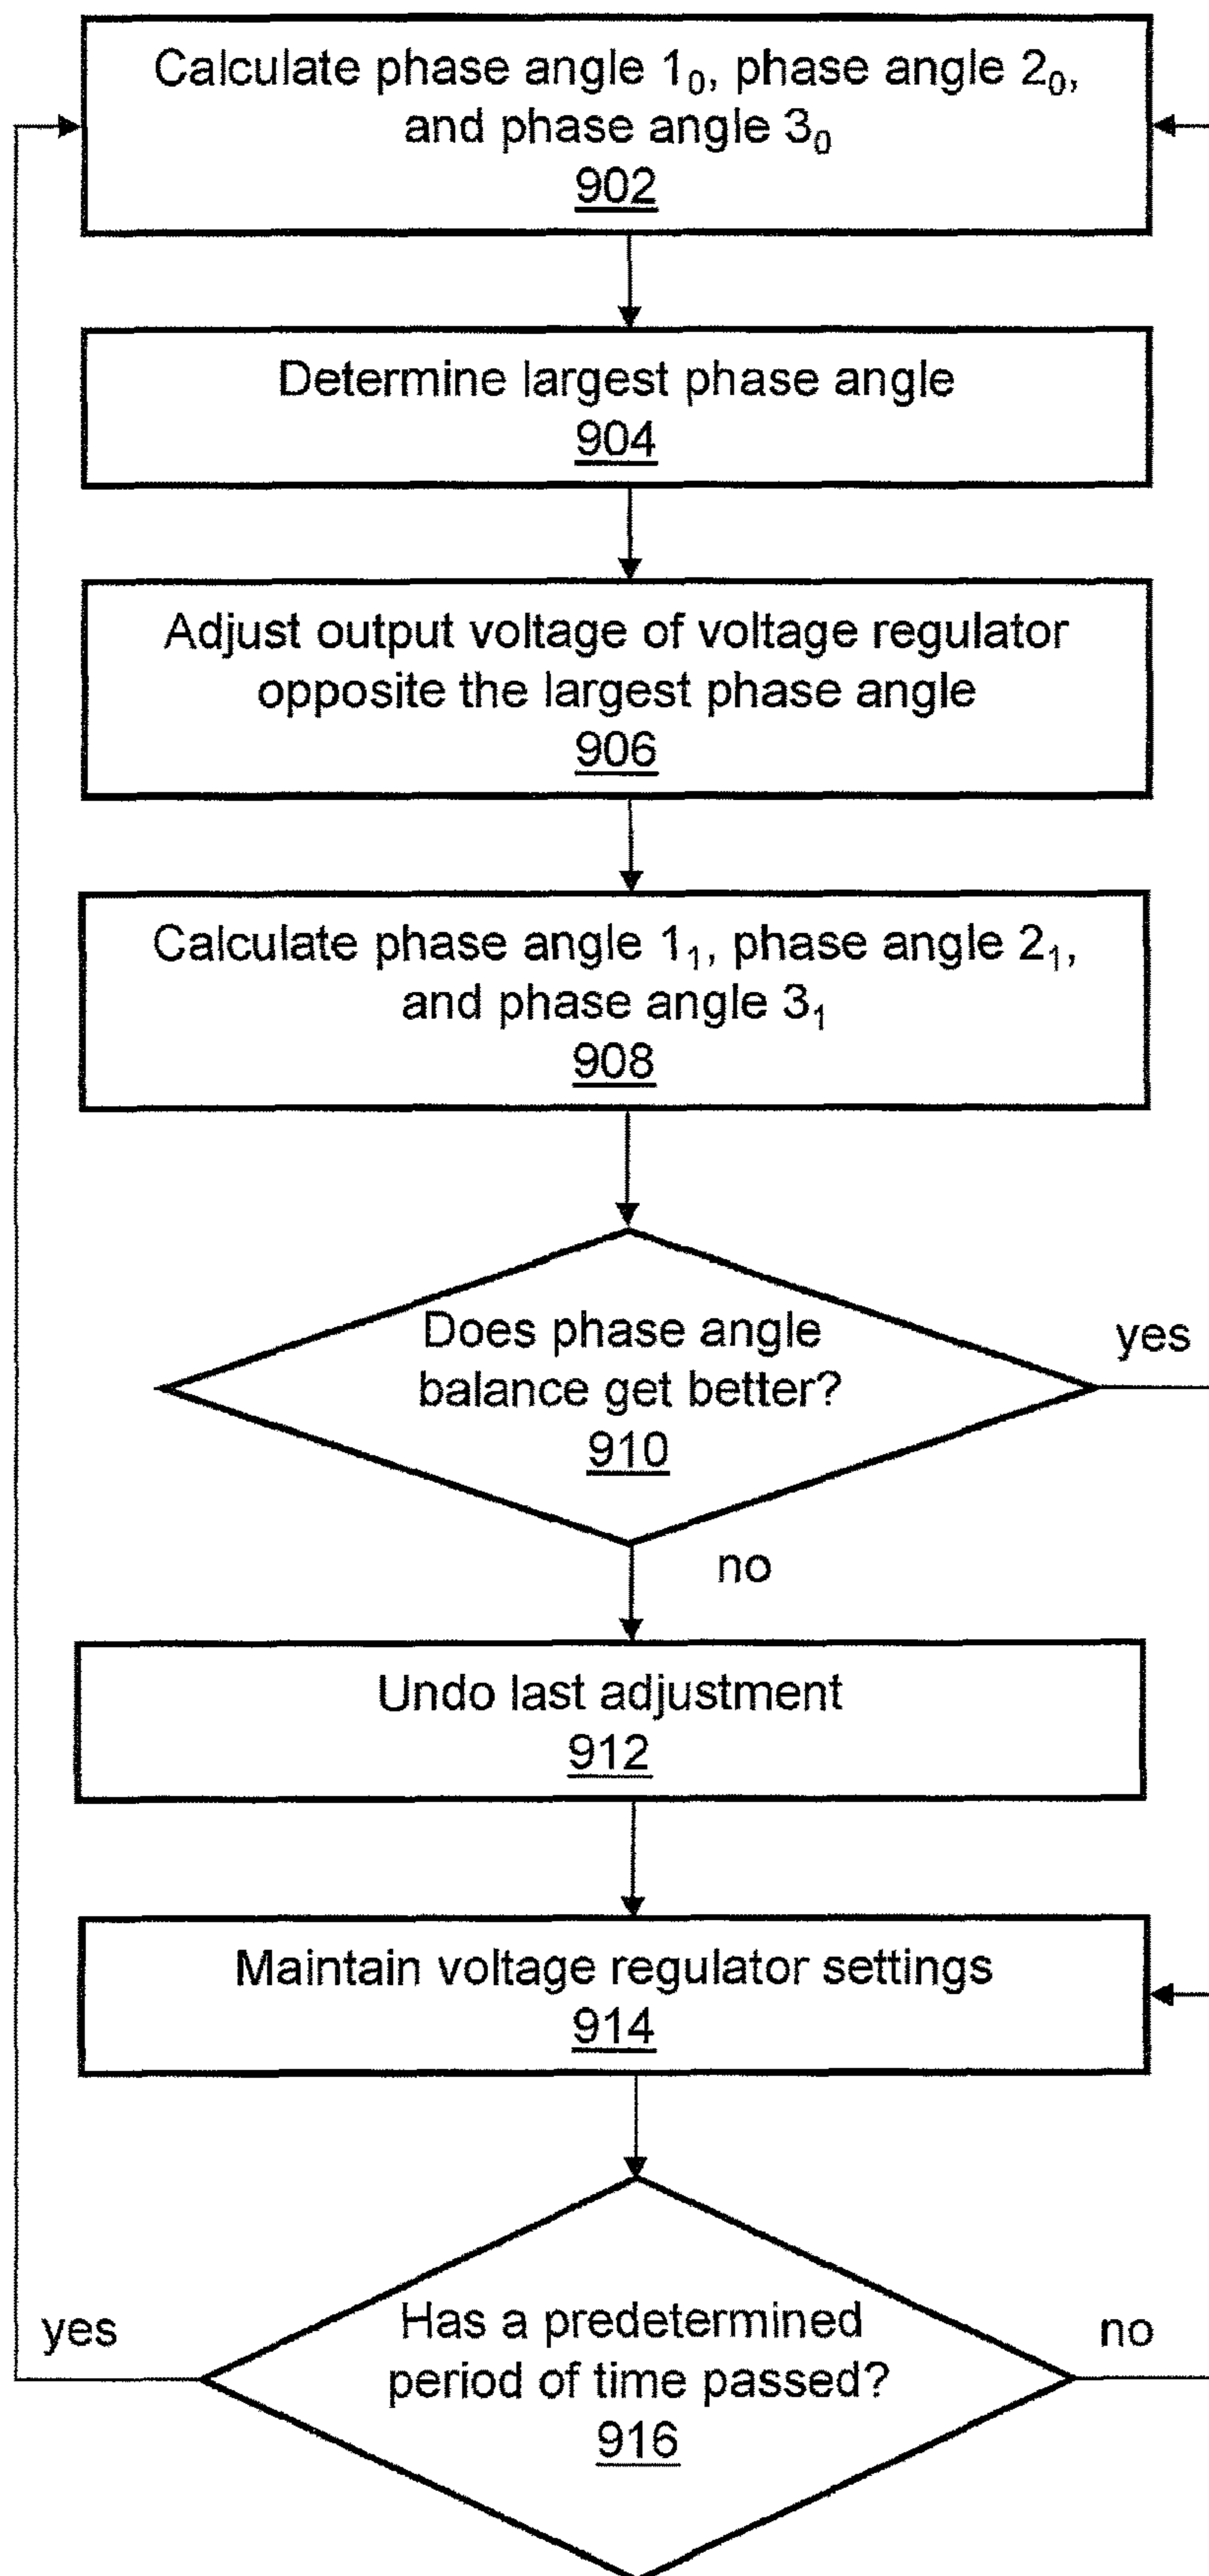 Calculate phase angle 1₀, phase angle 2₀,
and phase angle 3₀
902
Determine largest phase angle
904
Adjust output voltage of voltage regulator
opposite the largest phase angle
906
Calculate phase angle 1₁, phase angle 2₁,
and phase angle 3₁
908
Does phase angle
balance get better?
910
yes
no
Undo last adjustment
912
Maintain voltage regulator settings
914
yes
Has a predetermined
period of time passed?
916
no